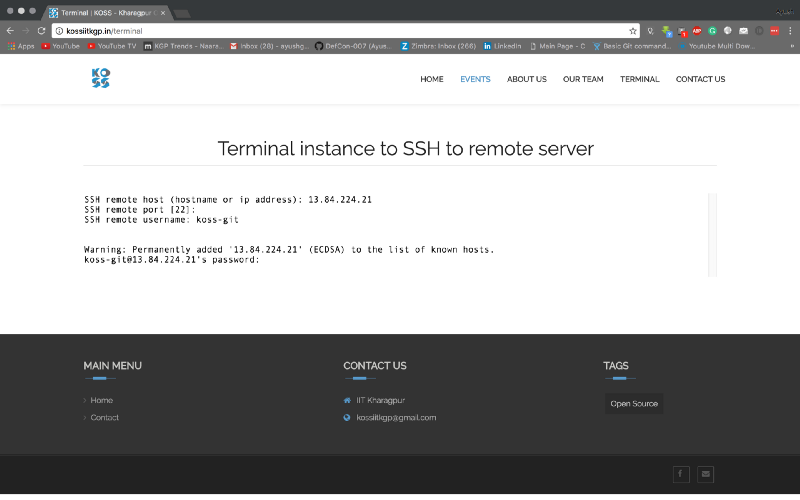 Terminal | KOSS - Kharagpur
kossiitkgp.in/terminal
Apps YouTube YouTube TV KGP Trends - Naara... Inbox (28) - ayushg... DefCon-007 (Ayus... Zimbra: Inbox (266) LinkedIn Main Page - C Basic Git comman... Youtube Multi Dow...
KOSS
HOME EVENTS ABOUT US OUR TEAM TERMINAL CONTACT US
Terminal instance to SSH to remote server
SSH remote host (hostname or ip address): 13.84.224.21
SSH remote port [22]:
SSH remote username: koss-git
Warning: Permanently added '13.84.224.21' (ECDSA) to the list of known hosts.
koss-git@13.84.224.21's password:
MAIN MENU
Home
Contact
CONTACT US
IIT Kharagpur
kossiitkgp@gmail.com
TAGS
Open Source